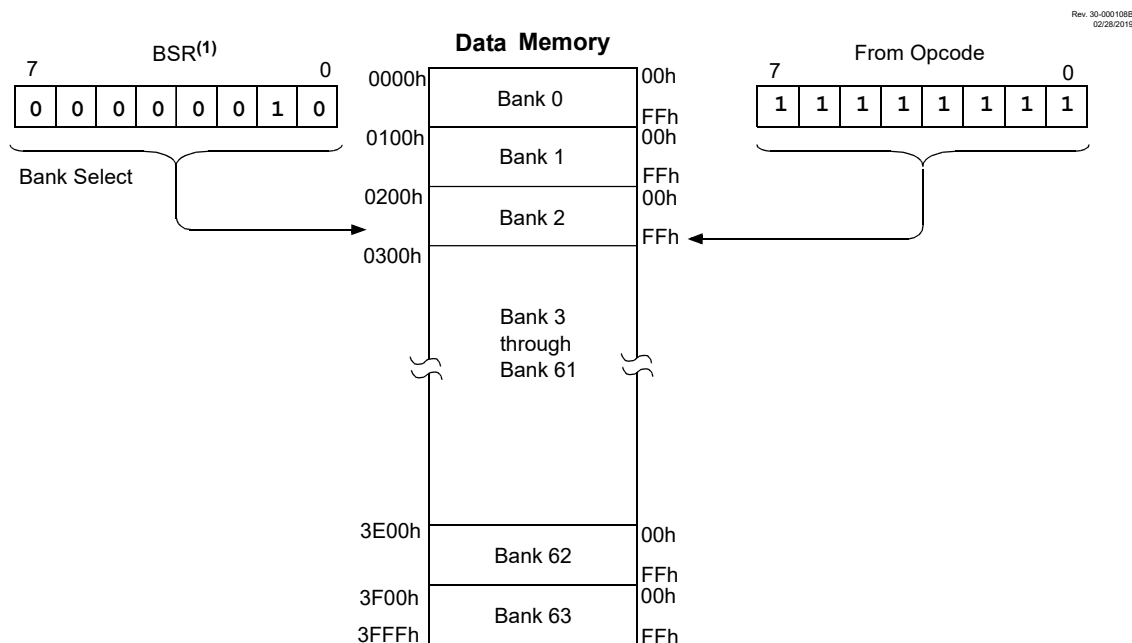 Rev. 30-000108B
02/28/2019
Data Memory
BSR(1)
From Opcode
7 0
7 0
0 0 0 0 0 0 1 0
1 1 1 1 1 1 1 1
Bank Select
0000h
Bank 0
00h
FFh
0100h
Bank 1
00h
FFh
0200h
Bank 2
00h
FFh
0300h
Bank 3
through
Bank 61
3E00h
Bank 62
00h
FFh
3F00h
Bank 63
00h
3FFFh
FFh